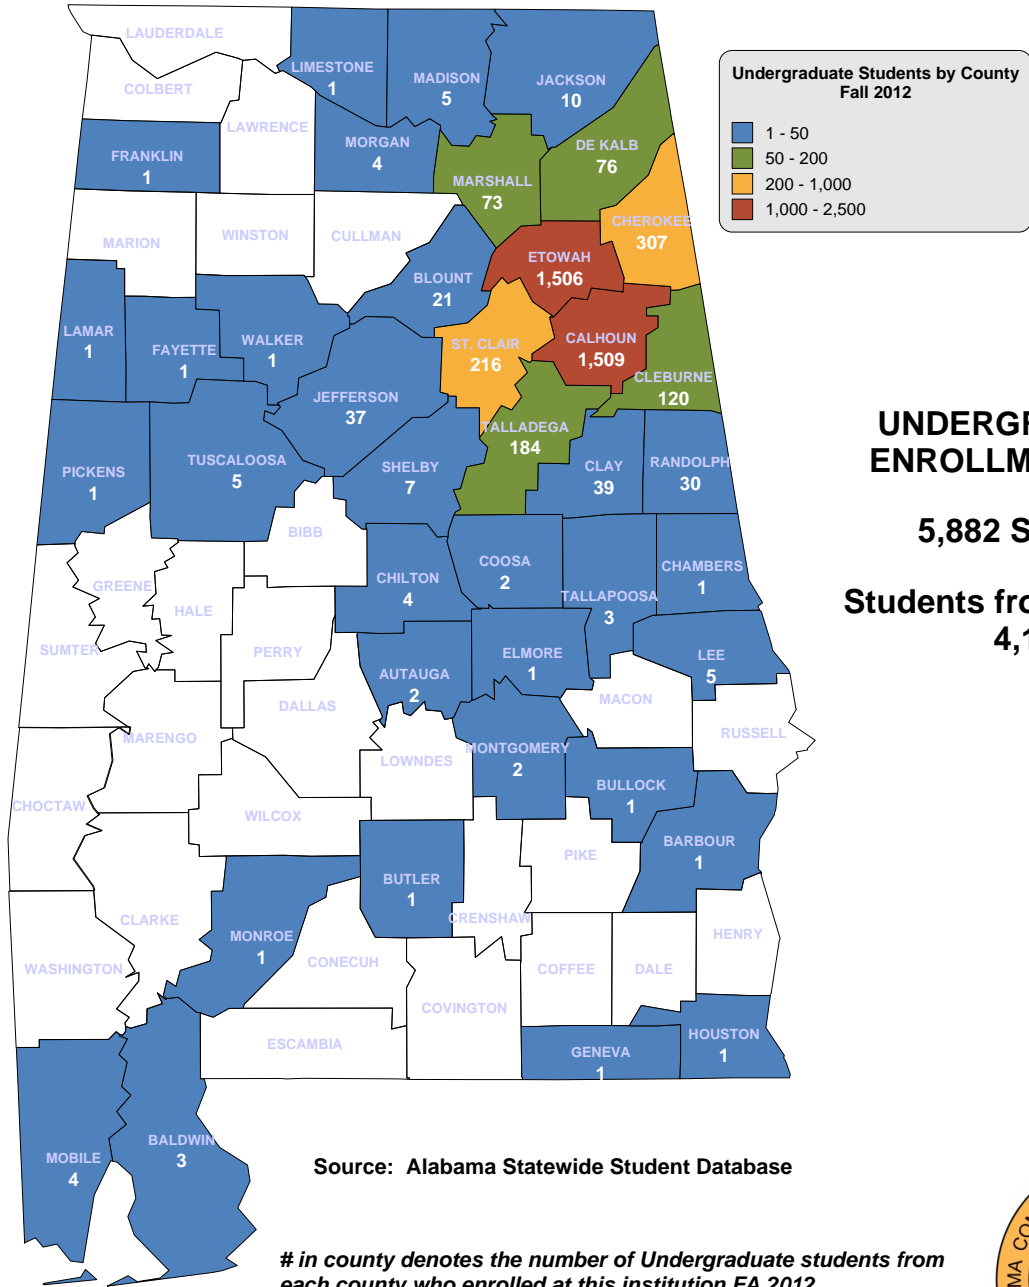 LAUDERDALE
LIMESTONE
1
MADISON
5
JACKSON
10
COLBERT
LAWRENCE
FRANKLIN
1
MORGAN
4
DE KALB
76
MARSHALL
73
CHEROKEE
307
MARION
WINSTON
CULLMAN
ETOWAH
1,506
BLOUNT
21
LAMAR
1
FAYETTE
1
WALKER
1
ST. CLAIR
216
CALHOUN
1,509
CLEBURNE
120
JEFFERSON
37
TALLADEGA
184
PICKENS
1
TUSCALOOSA
5
SHELBY
7
CLAY
39
RANDOLPH
30
BIBB
GREENE
HALE
CHILTON
4
COOSA
2
TALLAPOOSA
3
CHAMBERS
1
SUMTER
PERRY
AUTAUGA
2
ELMORE
1
LEE
5
DALLAS
MACON
RUSSELL
MARENGO
LOWNDES
MONTGOMERY
2
BULLOCK
1
CHOCTAW
WILCOX
PIKE
BARBOUR
1
BUTLER
1
CRENSHAW
CLARKE
MONROE
1
CONECUH
COFFEE
DALE
HENRY
WASHINGTON
COVINGTON
ESCAMBIA
GENEVA
1
HOUSTON
1
MOBILE
4
BALDWIN
3
Undergraduate Students by County
Fall 2012
1 - 50
50 - 200
200 - 1,000
1,000 - 2,500
UNDERGR
ENROLLM
5,882 S
Students fro
4,1
Source: Alabama Statewide Student Database
# in county denotes the number of Undergraduate students from
each county who enrolled at this institution FA 2012